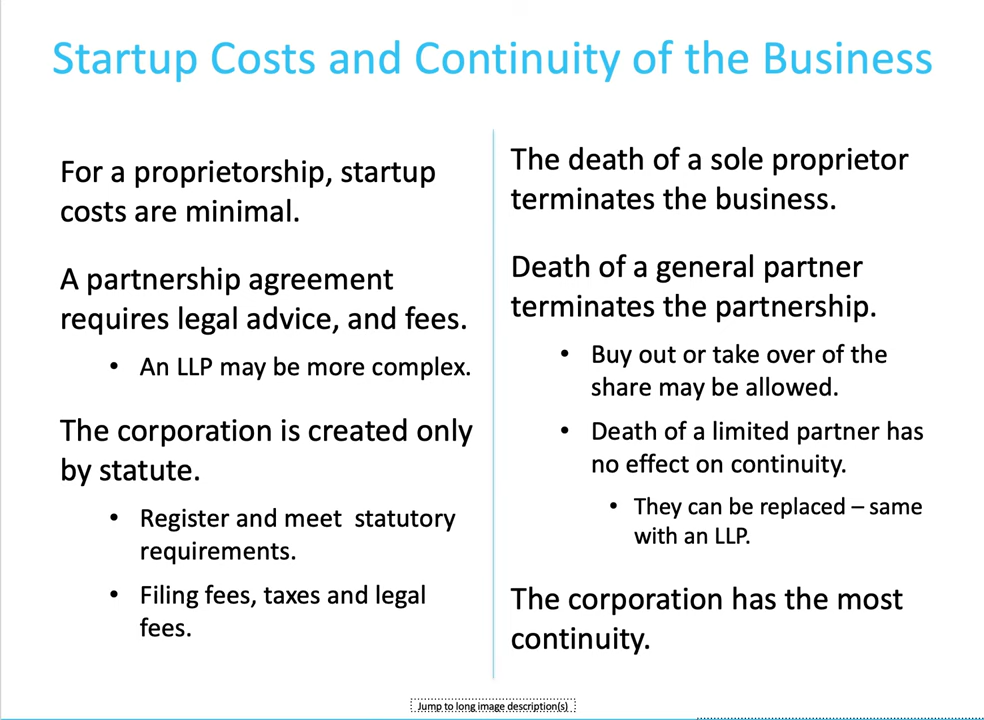 Startup Costs and Continuity of the Business
For a proprietorship, startup
costs are minimal.
A partnership agreement
requires legal advice, and fees.
• An LLP may be more complex.
The corporation is created only
by statute.
• Register and meet statutory
requirements.
• Filing fees, taxes and legal
fees.
The death of a sole proprietor
terminates the business.
Death of a general partner
terminates the partnership.
• Buy out or take over of the
share may be allowed.
• Death of a limited partner has
no effect on continuity.
• They can be replaced – same
with an LLP.
The corporation has the most
continuity.
Jump to long image description(s)